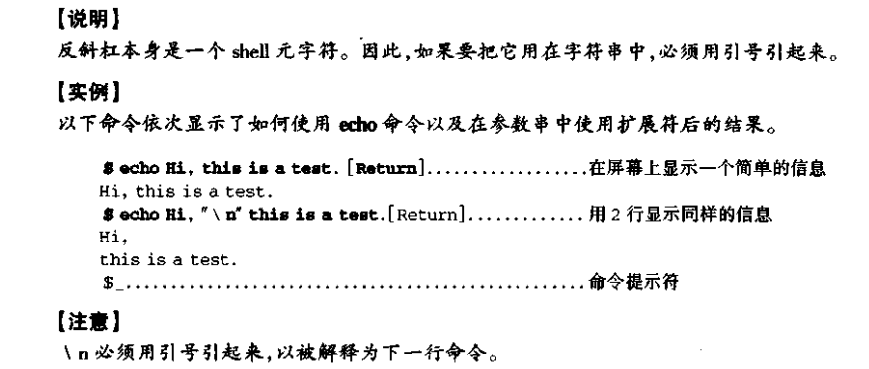 【说明】
反斜杠本身是一个 shell 元字符。因此,如果要把它用在字符串中,必须用引号引起来。
【实例】
以下命令依次显示了如何使用 echo 命令以及在参数串中使用扩展符后的结果。
$ echo Hi, this is a test. [Return]..................在屏幕上显示一个简单的信息
Hi, this is a test.
$ echo Hi, "\n" this is a test.[Return]............. 用 2 行显示同样的信息
Hi,
this is a test.
$_................................................... 命令提示符
【注意】
\n 必须用引号引起来,以被解释为下一行命令。